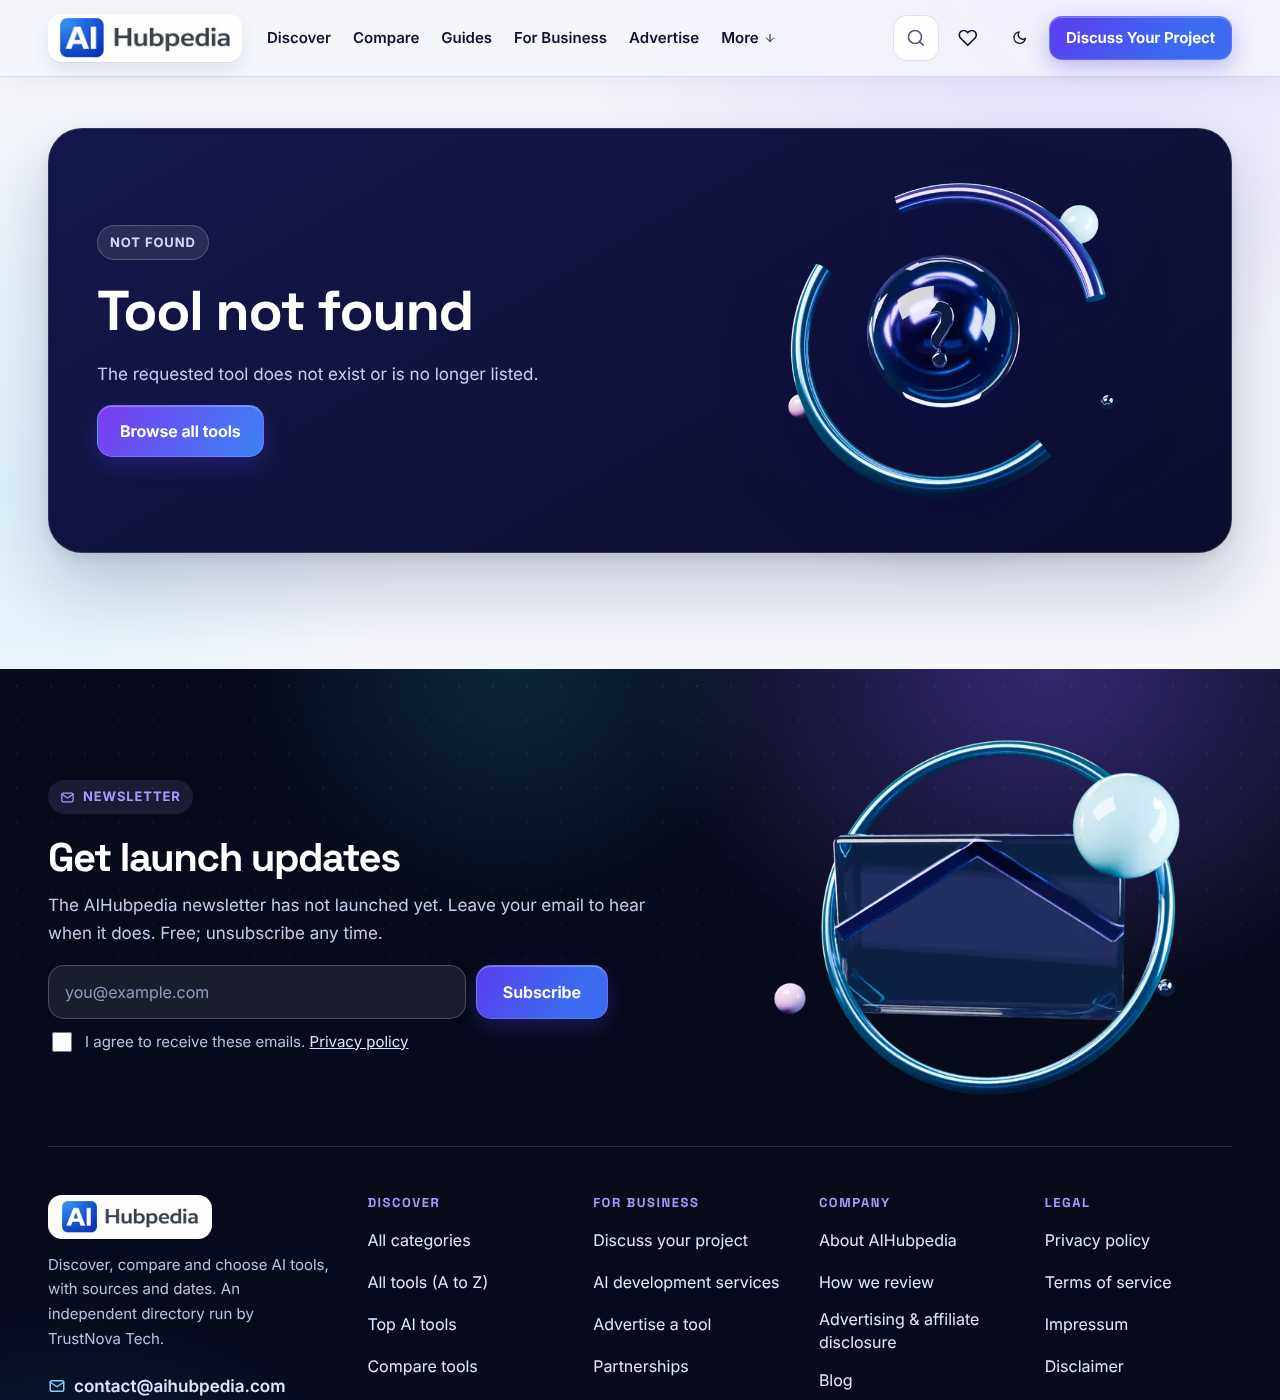 AI Hubpedia
Discover
Compare
Guides
For Business
Advertise
More
Discuss Your Project
NOT FOUND
Tool not found
The requested tool does not exist or is no longer listed.
Browse all tools
?
NEWSLETTER
Get launch updates
The AIHubpedia newsletter has not launched yet. Leave your email to hear
when it does. Free; unsubscribe any time.
you@example.com
Subscribe
I agree to receive these emails. Privacy policy
AI Hubpedia
Discover, compare and choose AI tools,
with sources and dates. An
independent directory run by
TrustNova Tech.
contact@aihubpedia.com
DISCOVER
All categories
All tools (A to Z)
Top AI tools
Compare tools
FOR BUSINESS
Discuss your project
AI development services
Advertise a tool
Partnerships
COMPANY
About AIHubpedia
How we review
Advertising & affiliate
disclosure
Blog
LEGAL
Privacy policy
Terms of service
Impressum
Disclaimer